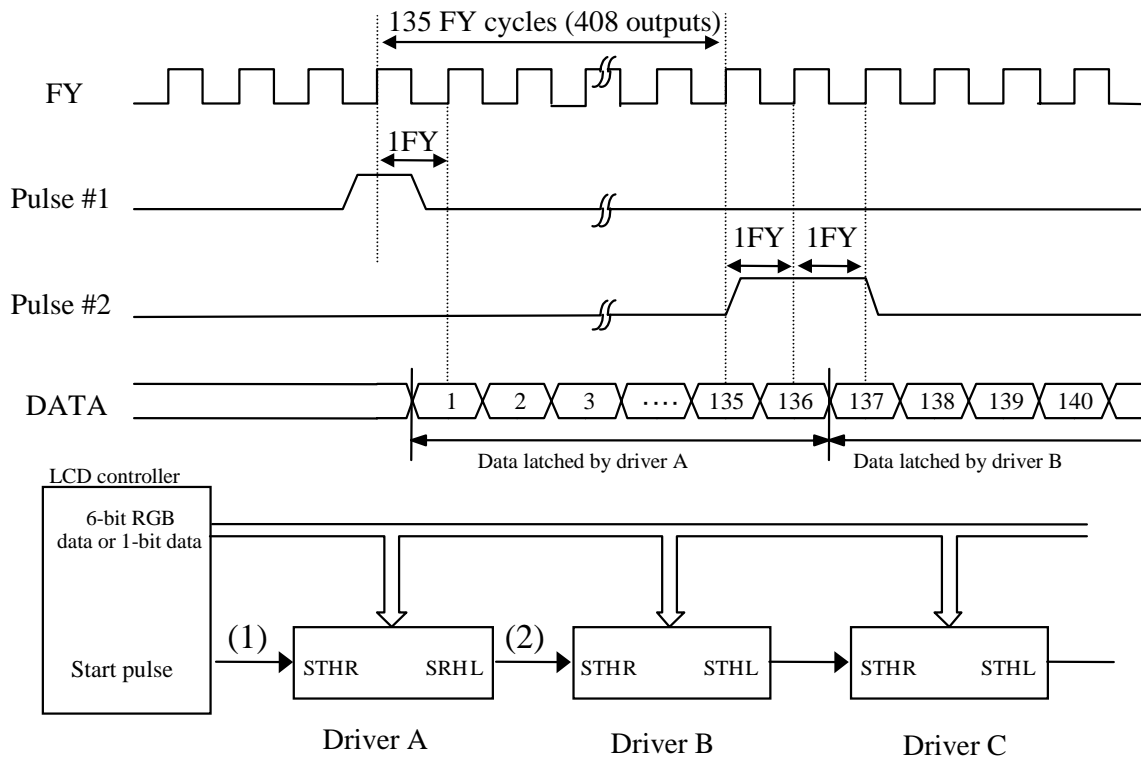 135 FY cycles (408 outputs)
FY
1FY
Pulse #1
1FY 1FY
Pulse #2
DATA
1 2 3 ···· 135 136 137 138 139 140
Data latched by driver A
Data latched by driver B
LCD controller
6-bit RGB
data or 1-bit data
Start pulse
(1)
STHR SRHL
(2)
STHR STHL
STHR STHL
Driver A
Driver B
Driver C